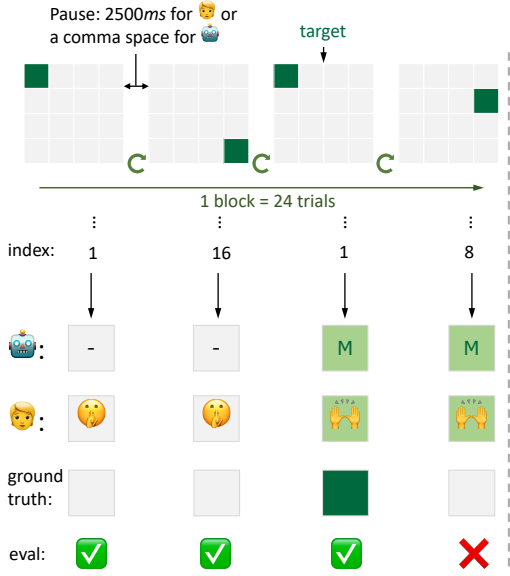 Pause: 2500ms for 🧑 or
a comma space for 🤖
target
1 block = 24 trials
⋮ ⋮ ⋮ ⋮
index: 1 16 1 8
🤖: - - M M
🧑:
ground
truth:
eval: ✅ ✅ ✅ ❌